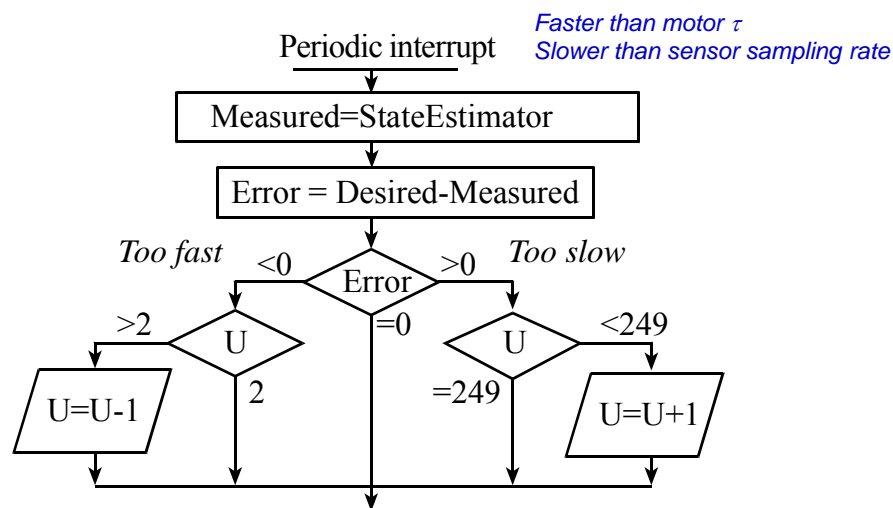 Faster than motor τ
Slower than sensor sampling rate
Periodic interrupt
Measured=StateEstimator
Error = Desired-Measured
Too fast
<0
Error
>0
Too slow
=0
>2
U
2
U
<249
=249
U=U-1
U=U+1